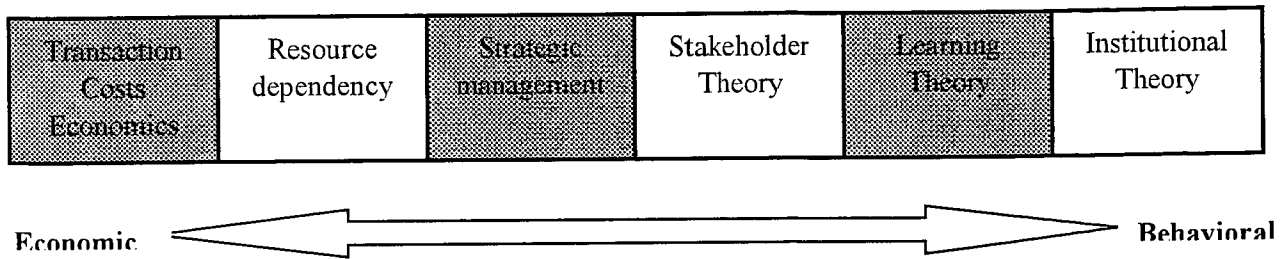 Transaction
Costs
Economics
Resource
dependency
Strategic
management
Stakeholder
Theory
Learning
Theory
Institutional
Theory
Economic
Behavioral